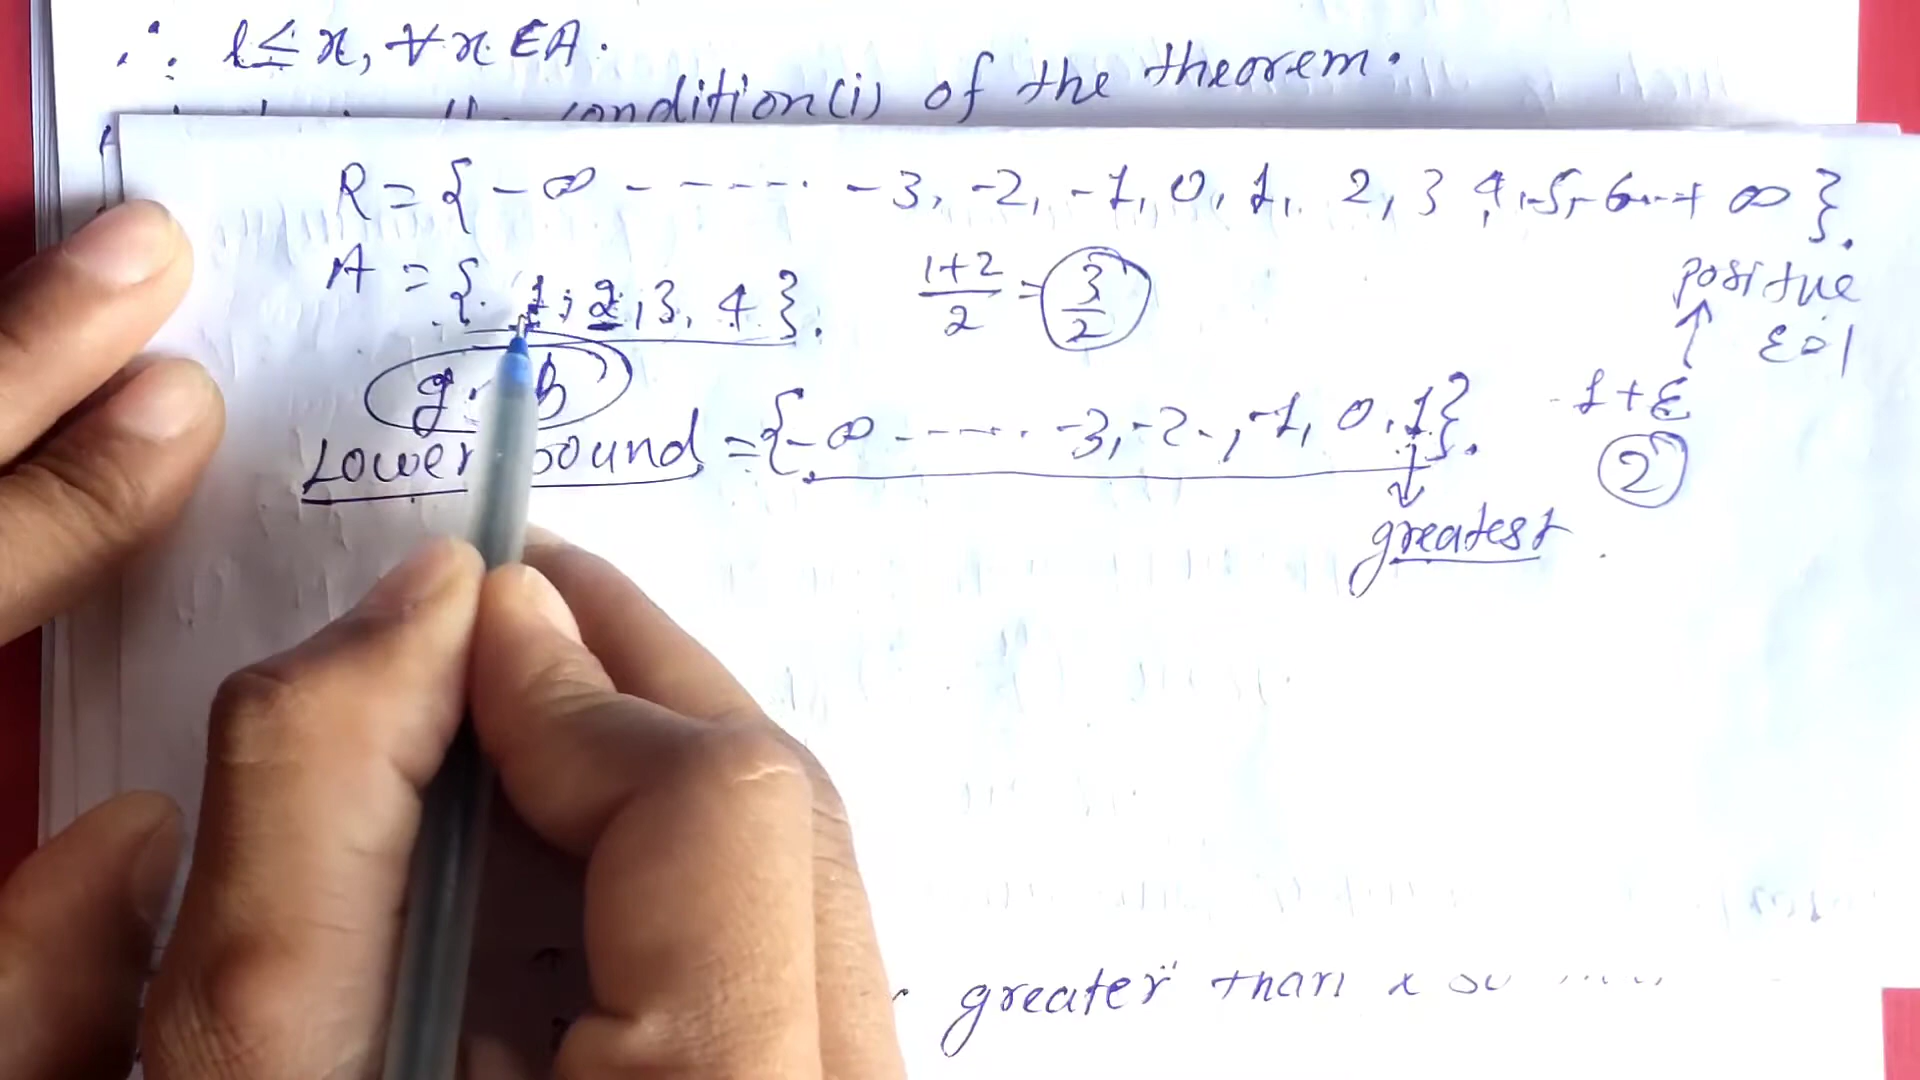 ∴ l ≤ x, ∀ x ∈ A.
condition (i) of the theorem.
R = { - ∞ - - - - - - . - 3, -2, -1, 0, 1, 2, 3 4, 5, 6 ... + ∞ }.
A = { 1, 2, 3, 4 }. (1+2)/2 = 3/2
positive
ε = 1
g. B
Lower bound = { - ∞ - - - - . -3, -2, -1, 0, 1 }. 1 + ε
2
greatest
greater than